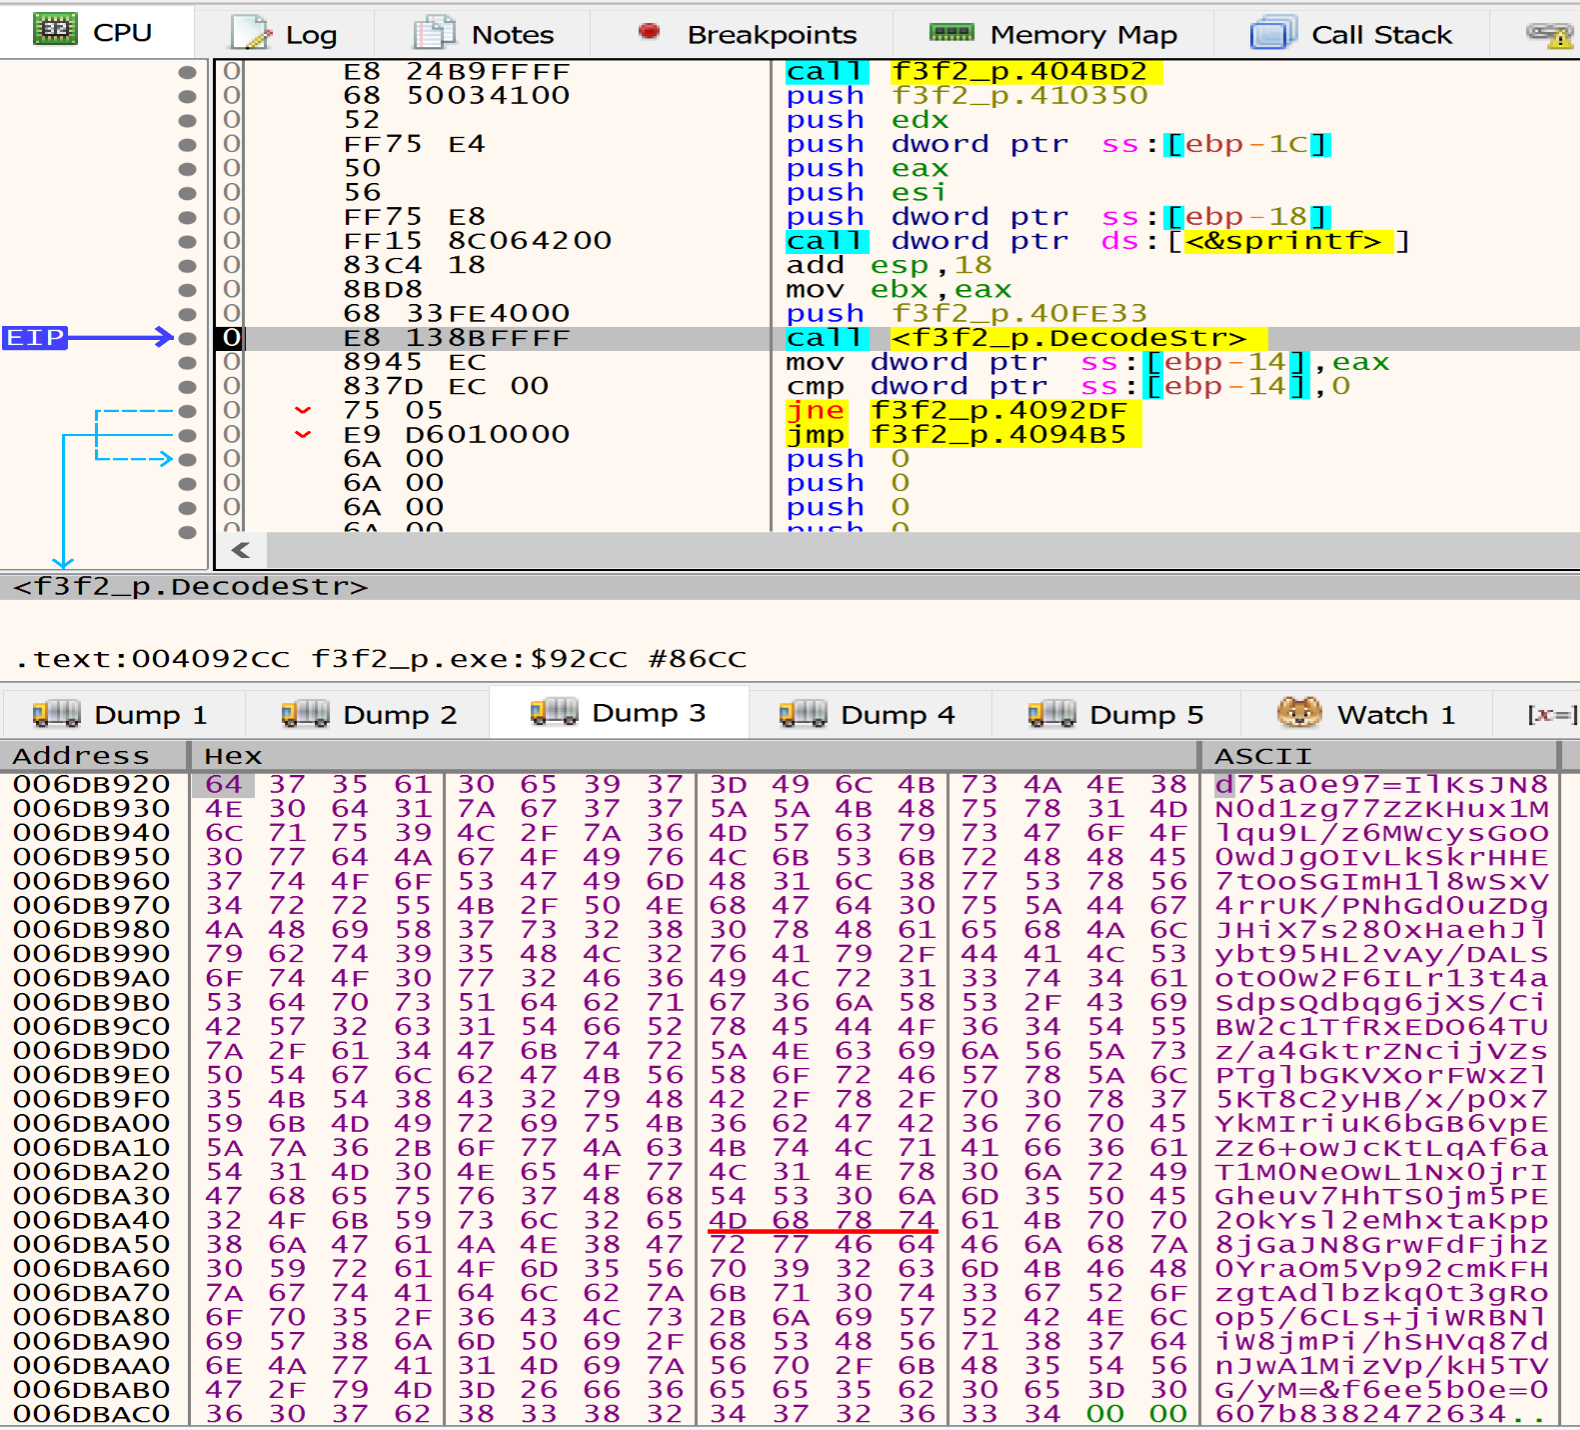 CPU Log Notes Breakpoints Memory Map Call Stack
0 E8 24B9FFFF call f3f2_p.404BD2
0 68 50034100 push f3f2_p.410350
0 52 push edx
0 FF75 E4 push dword ptr ss:[ebp-1C]
0 50 push eax
0 56 push esi
0 FF75 E8 push dword ptr ss:[ebp-18]
0 FF15 8C064200 call dword ptr ds:[<&sprintf>]
0 83C4 18 add esp,18
0 8BD8 mov ebx,eax
0 68 33FE4000 push f3f2_p.40FE33
EIP 0 E8 138BFFFF call <f3f2_p.DecodeStr>
0 8945 EC mov dword ptr ss:[ebp-14],eax
0 837D EC 00 cmp dword ptr ss:[ebp-14],0
0 75 05 jne f3f2_p.4092DF
0 E9 D6010000 jmp f3f2_p.4094B5
0 6A 00 push 0
0 6A 00 push 0
0 6A 00 push 0
0 6A 00 push 0
<f3f2_p.DecodeStr>
.text:004092CC f3f2_p.exe:$92CC #86CC
Dump 1 Dump 2 Dump 3 Dump 4 Dump 5 Watch 1 [x=]
Address Hex ASCII
006DB920 64 37 35 61 30 65 39 37 3D 49 6C 4B 73 4A 4E 38 d75a0e97=IlKsJN8
006DB930 4E 30 64 31 7A 67 37 37 5A 5A 4B 48 75 78 31 4D N0d1zg77ZZKHux1M
006DB940 6C 71 75 39 4C 2F 7A 36 4D 57 63 79 73 47 6F 4F lqu9L/z6MWcysGoO
006DB950 30 77 64 4A 67 4F 49 76 4C 6B 53 6B 72 48 48 45 0wdJgOIvLkSkrHHE
006DB960 37 74 4F 6F 53 47 49 6D 48 31 6C 38 77 53 78 56 7tOoSGImH1l8wSxV
006DB970 34 72 72 55 4B 2F 50 4E 68 47 64 30 75 5A 44 67 4rrUK/PNhGd0uZDg
006DB980 4A 48 69 58 37 73 32 38 30 78 48 61 65 68 4A 6C JHiX7s280xHaehJl
006DB990 79 62 74 39 35 48 4C 32 76 41 79 2F 44 41 4C 53 ybt95HL2vAy/DALS
006DB9A0 6F 74 4F 30 77 32 46 36 49 4C 72 31 33 74 34 61 otO0w2F6ILr13t4a
006DB9B0 53 64 70 73 51 64 62 71 67 36 6A 58 53 2F 43 69 SdpsQdbqg6jXS/Ci
006DB9C0 42 57 32 63 31 54 66 52 78 45 44 4F 36 34 54 55 BW2c1TfRxEDO64TU
006DB9D0 7A 2F 61 34 47 6B 74 72 5A 4E 63 69 6A 56 5A 73 z/a4GktrZNcijVZs
006DB9E0 50 54 67 6C 62 47 4B 56 58 6F 72 46 57 78 5A 6C PTglbGKVXorFWxZl
006DB9F0 35 4B 54 38 43 32 79 48 42 2F 78 2F 70 30 78 37 5KT8C2yHB/x/p0x7
006DBA00 59 6B 4D 49 72 69 75 4B 36 62 47 42 36 76 70 45 YkMIriuK6bGB6vpE
006DBA10 5A 7A 36 2B 6F 77 4A 63 4B 74 4C 71 41 66 36 61 Zz6+owJcKtLqAf6a
006DBA20 54 31 4D 30 4E 65 4F 77 4C 31 4E 78 30 6A 72 49 T1M0NeOwL1Nx0jrI
006DBA30 47 68 65 75 76 37 48 68 54 53 30 6A 6D 35 50 45 Gheuv7HhTS0jm5PE
006DBA40 32 4F 6B 59 73 6C 32 65 4D 68 78 74 61 4B 70 70 2OkYsl2eMhxtaKpp
006DBA50 38 6A 47 61 4A 4E 38 47 72 77 46 64 46 6A 68 7A 8jGaJN8GrwFdFjhz
006DBA60 30 59 72 61 4F 6D 35 56 70 39 32 63 6D 4B 46 48 0YraOm5Vp92cmKFH
006DBA70 7A 67 74 41 64 6C 62 7A 6B 71 30 74 33 67 52 6F zgtAdlbzkq0t3gRo
006DBA80 6F 70 35 2F 36 43 4C 73 2B 6A 69 57 52 42 4E 6C op5/6CLs+jiWRBNl
006DBA90 69 57 38 6A 6D 50 69 2F 68 53 48 56 71 38 37 64 iW8jmPi/hSHVq87d
006DBAA0 6E 4A 77 41 31 4D 69 7A 56 70 2F 6B 48 35 54 56 nJwA1MizVp/kH5TV
006DBAB0 47 2F 79 4D 3D 26 66 36 65 65 35 62 30 65 3D 30 G/yM=&f6ee5b0e=0
006DBAC0 36 30 37 62 38 33 38 32 34 37 32 36 33 34 00 00 607b8382472634..